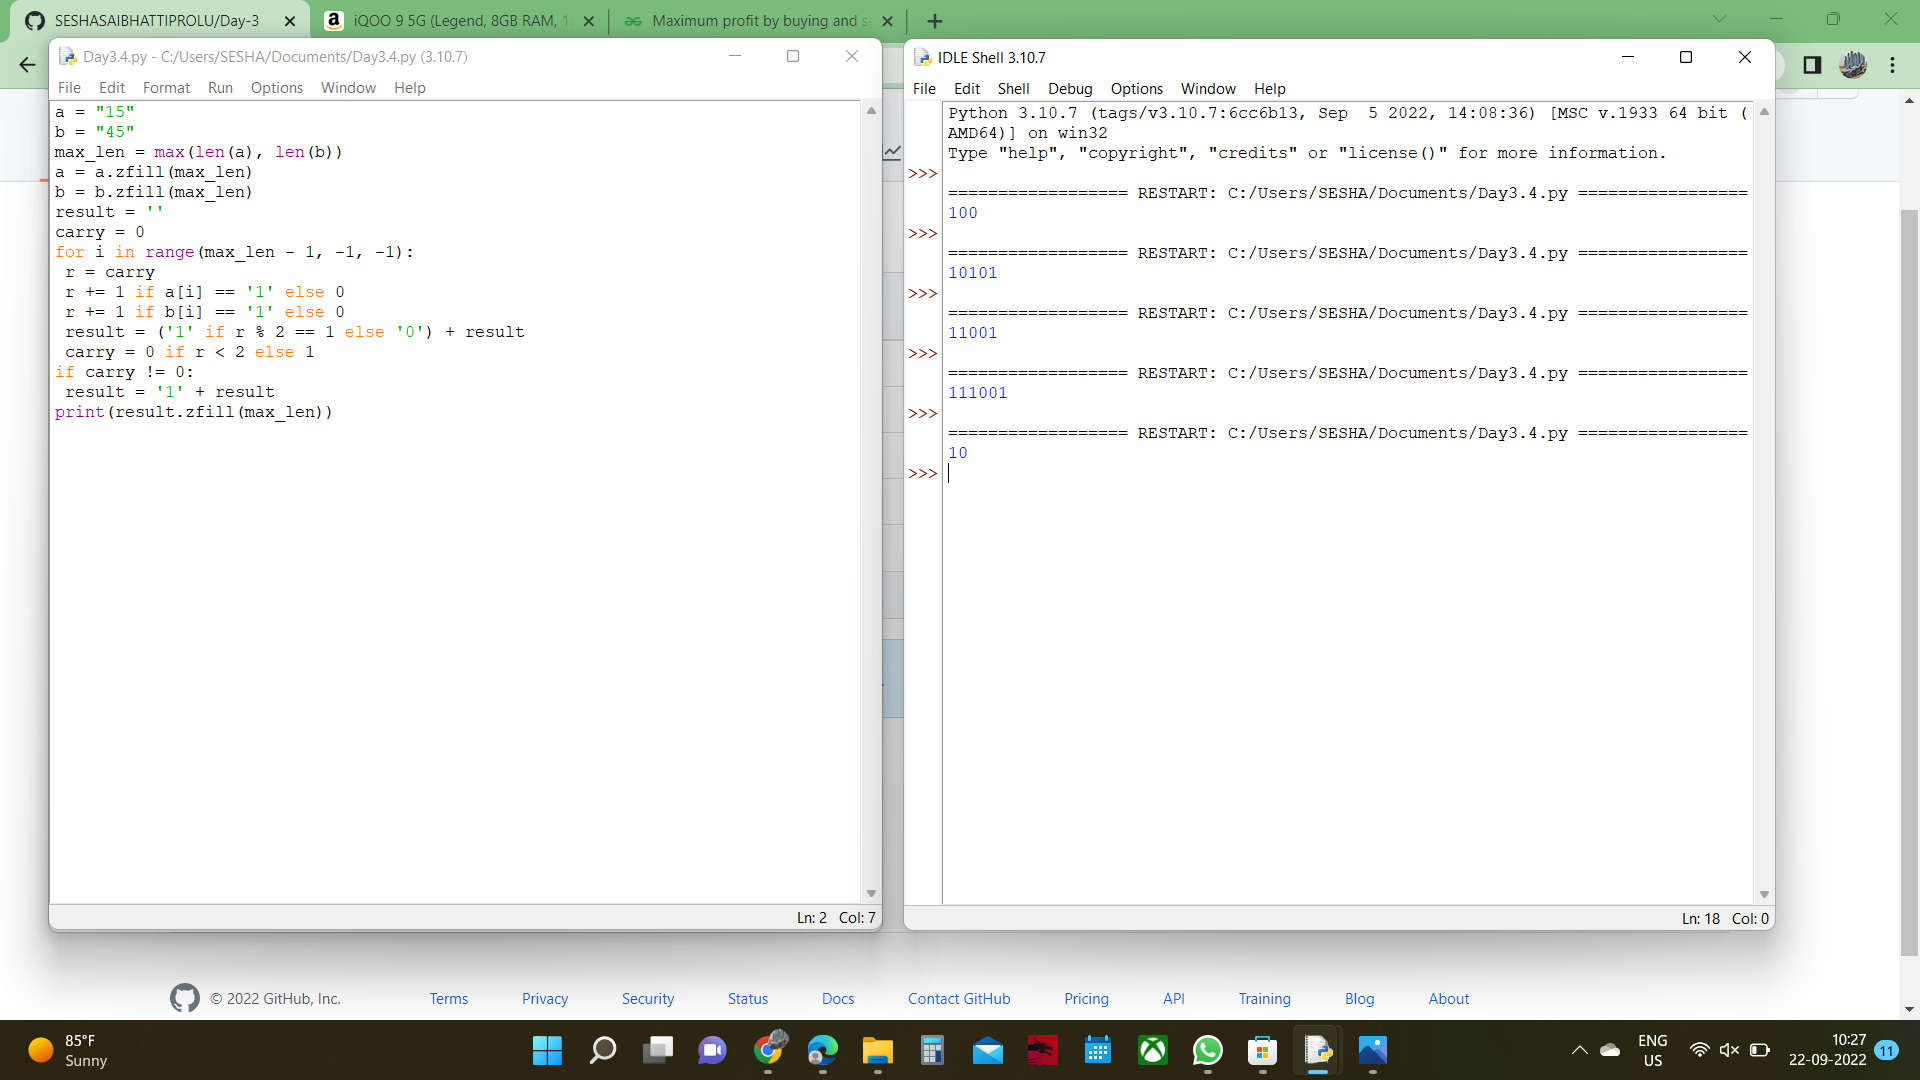 SESHASAIBHATTIPROLU/Day-3
iQOO 9 5G (Legend, 8GB RAM, 1
Maximum profit by buying and s
Day3.4.py - C:/Users/SESHA/Documents/Day3.4.py (3.10.7)
File Edit Format Run Options Window Help
a = "15"
b = "45"
max_len = max(len(a), len(b))
a = a.zfill(max_len)
b = b.zfill(max_len)
result = ''
carry = 0
for i in range(max_len - 1, -1, -1):
 r = carry
 r += 1 if a[i] == '1' else 0
 r += 1 if b[i] == '1' else 0
 result = ('1' if r % 2 == 1 else '0') + result
 carry = 0 if r < 2 else 1
if carry != 0:
 result = '1' + result
print(result.zfill(max_len))
Ln: 2 Col: 7
IDLE Shell 3.10.7
File Edit Shell Debug Options Window Help
Python 3.10.7 (tags/v3.10.7:6cc6b13, Sep  5 2022, 14:08:36) [MSC v.1933 64 bit (
AMD64)] on win32
Type "help", "copyright", "credits" or "license()" for more information.
>>>
================== RESTART: C:/Users/SESHA/Documents/Day3.4.py =================
100
>>>
================== RESTART: C:/Users/SESHA/Documents/Day3.4.py =================
10101
>>>
================== RESTART: C:/Users/SESHA/Documents/Day3.4.py =================
11001
>>>
================== RESTART: C:/Users/SESHA/Documents/Day3.4.py =================
111001
>>>
================== RESTART: C:/Users/SESHA/Documents/Day3.4.py =================
10
>>>
Ln: 18 Col: 0
© 2022 GitHub, Inc. Terms Privacy Security Status Docs Contact GitHub Pricing API Training Blog About
85°F
Sunny
ENG
US
10:27
22-09-2022
11